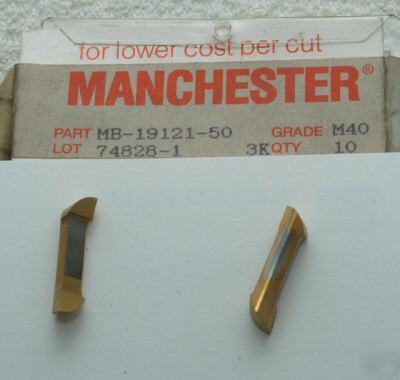 for lower cost per cut
MANCHESTER®
PART MB-19121-50 GRADE M40
LOT 74828-1 3K QTY 10